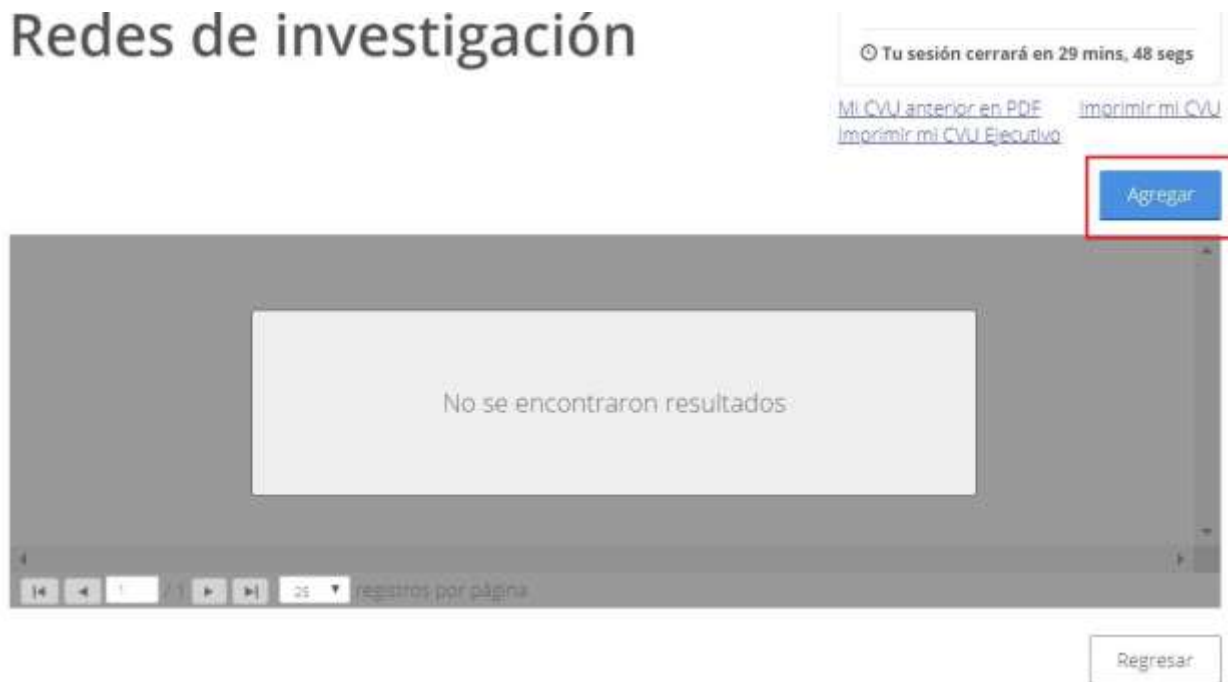 Redes de investigación
Tu sesión cerrará en 29 mins, 48 segs
Mi CVU anterior en PDF Imprimir mi CVU
Imprimir mi CVU Ejecutivo
Agregar
No se encontraron resultados
1 / 1 25 registros por página
Regresar